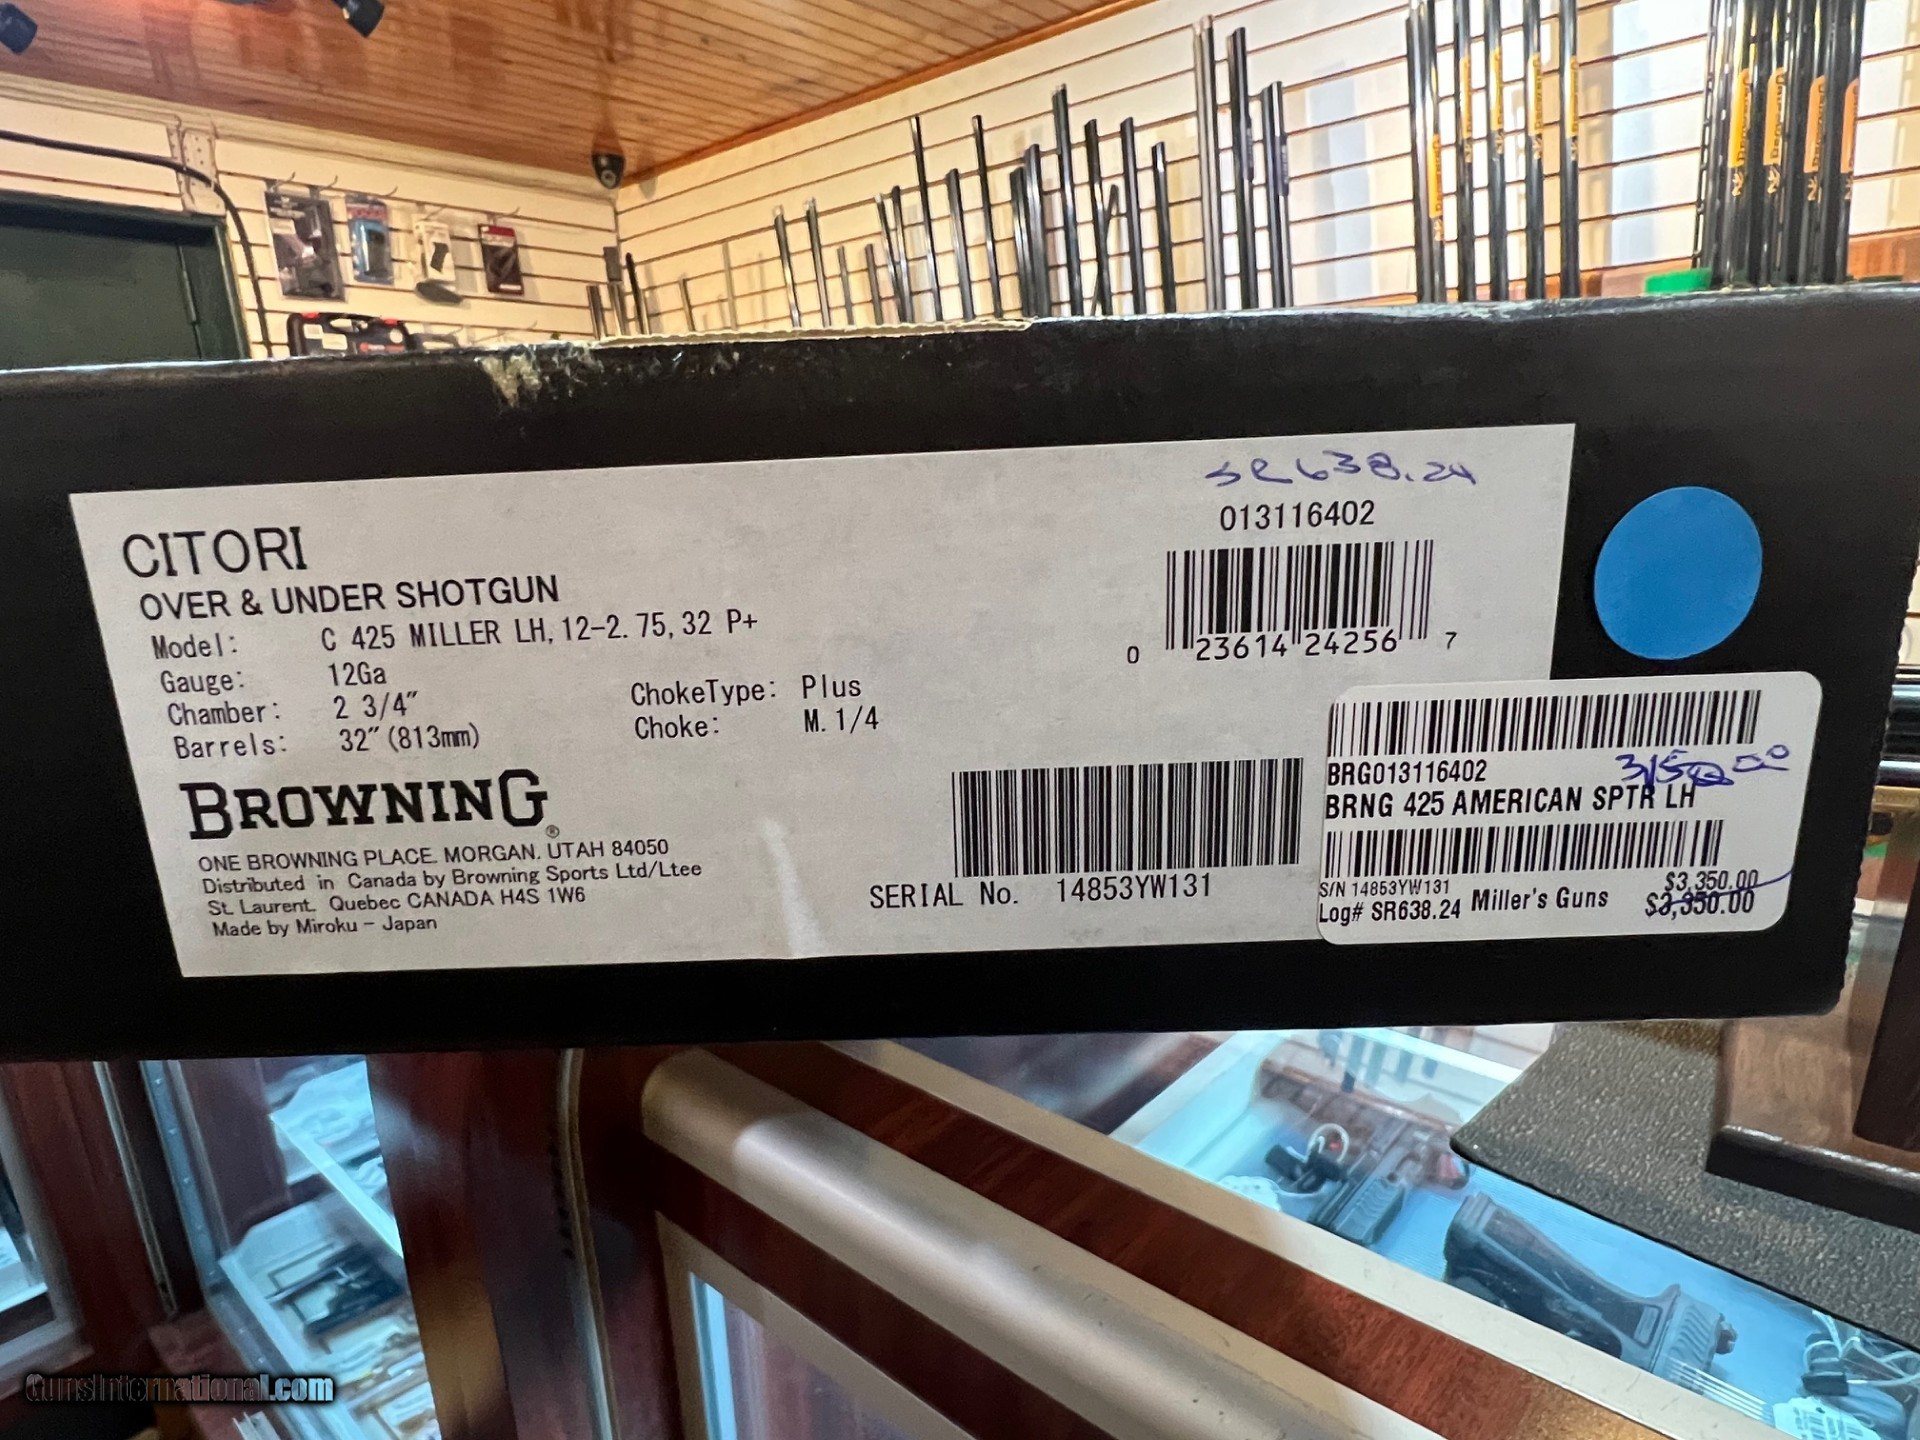 SR638.24
013116402
0 23614 24256 7
CITORI
OVER & UNDER SHOTGUN
Model: C 425 MILLER LH, 12-2.75, 32 P+
Gauge: 12Ga
Chamber: 2 3/4" ChokeType: Plus
Barrels: 32"(813mm) Choke: M. 1/4
BROWNING®
ONE BROWNING PLACE. MORGAN. UTAH 84050
Distributed in Canada by Browning Sports Ltd/Ltee
St. Laurent. Quebec CANADA H4S 1W6
Made by Miroku - Japan
SERIAL No. 14853YW131
BRG013116402 3150.00
BRNG 425 AMERICAN SPTR LH
S/N 14853YW131 $3,350.00
Log# SR638.24 Miller's Guns $3,350.00
GunsInternational.com